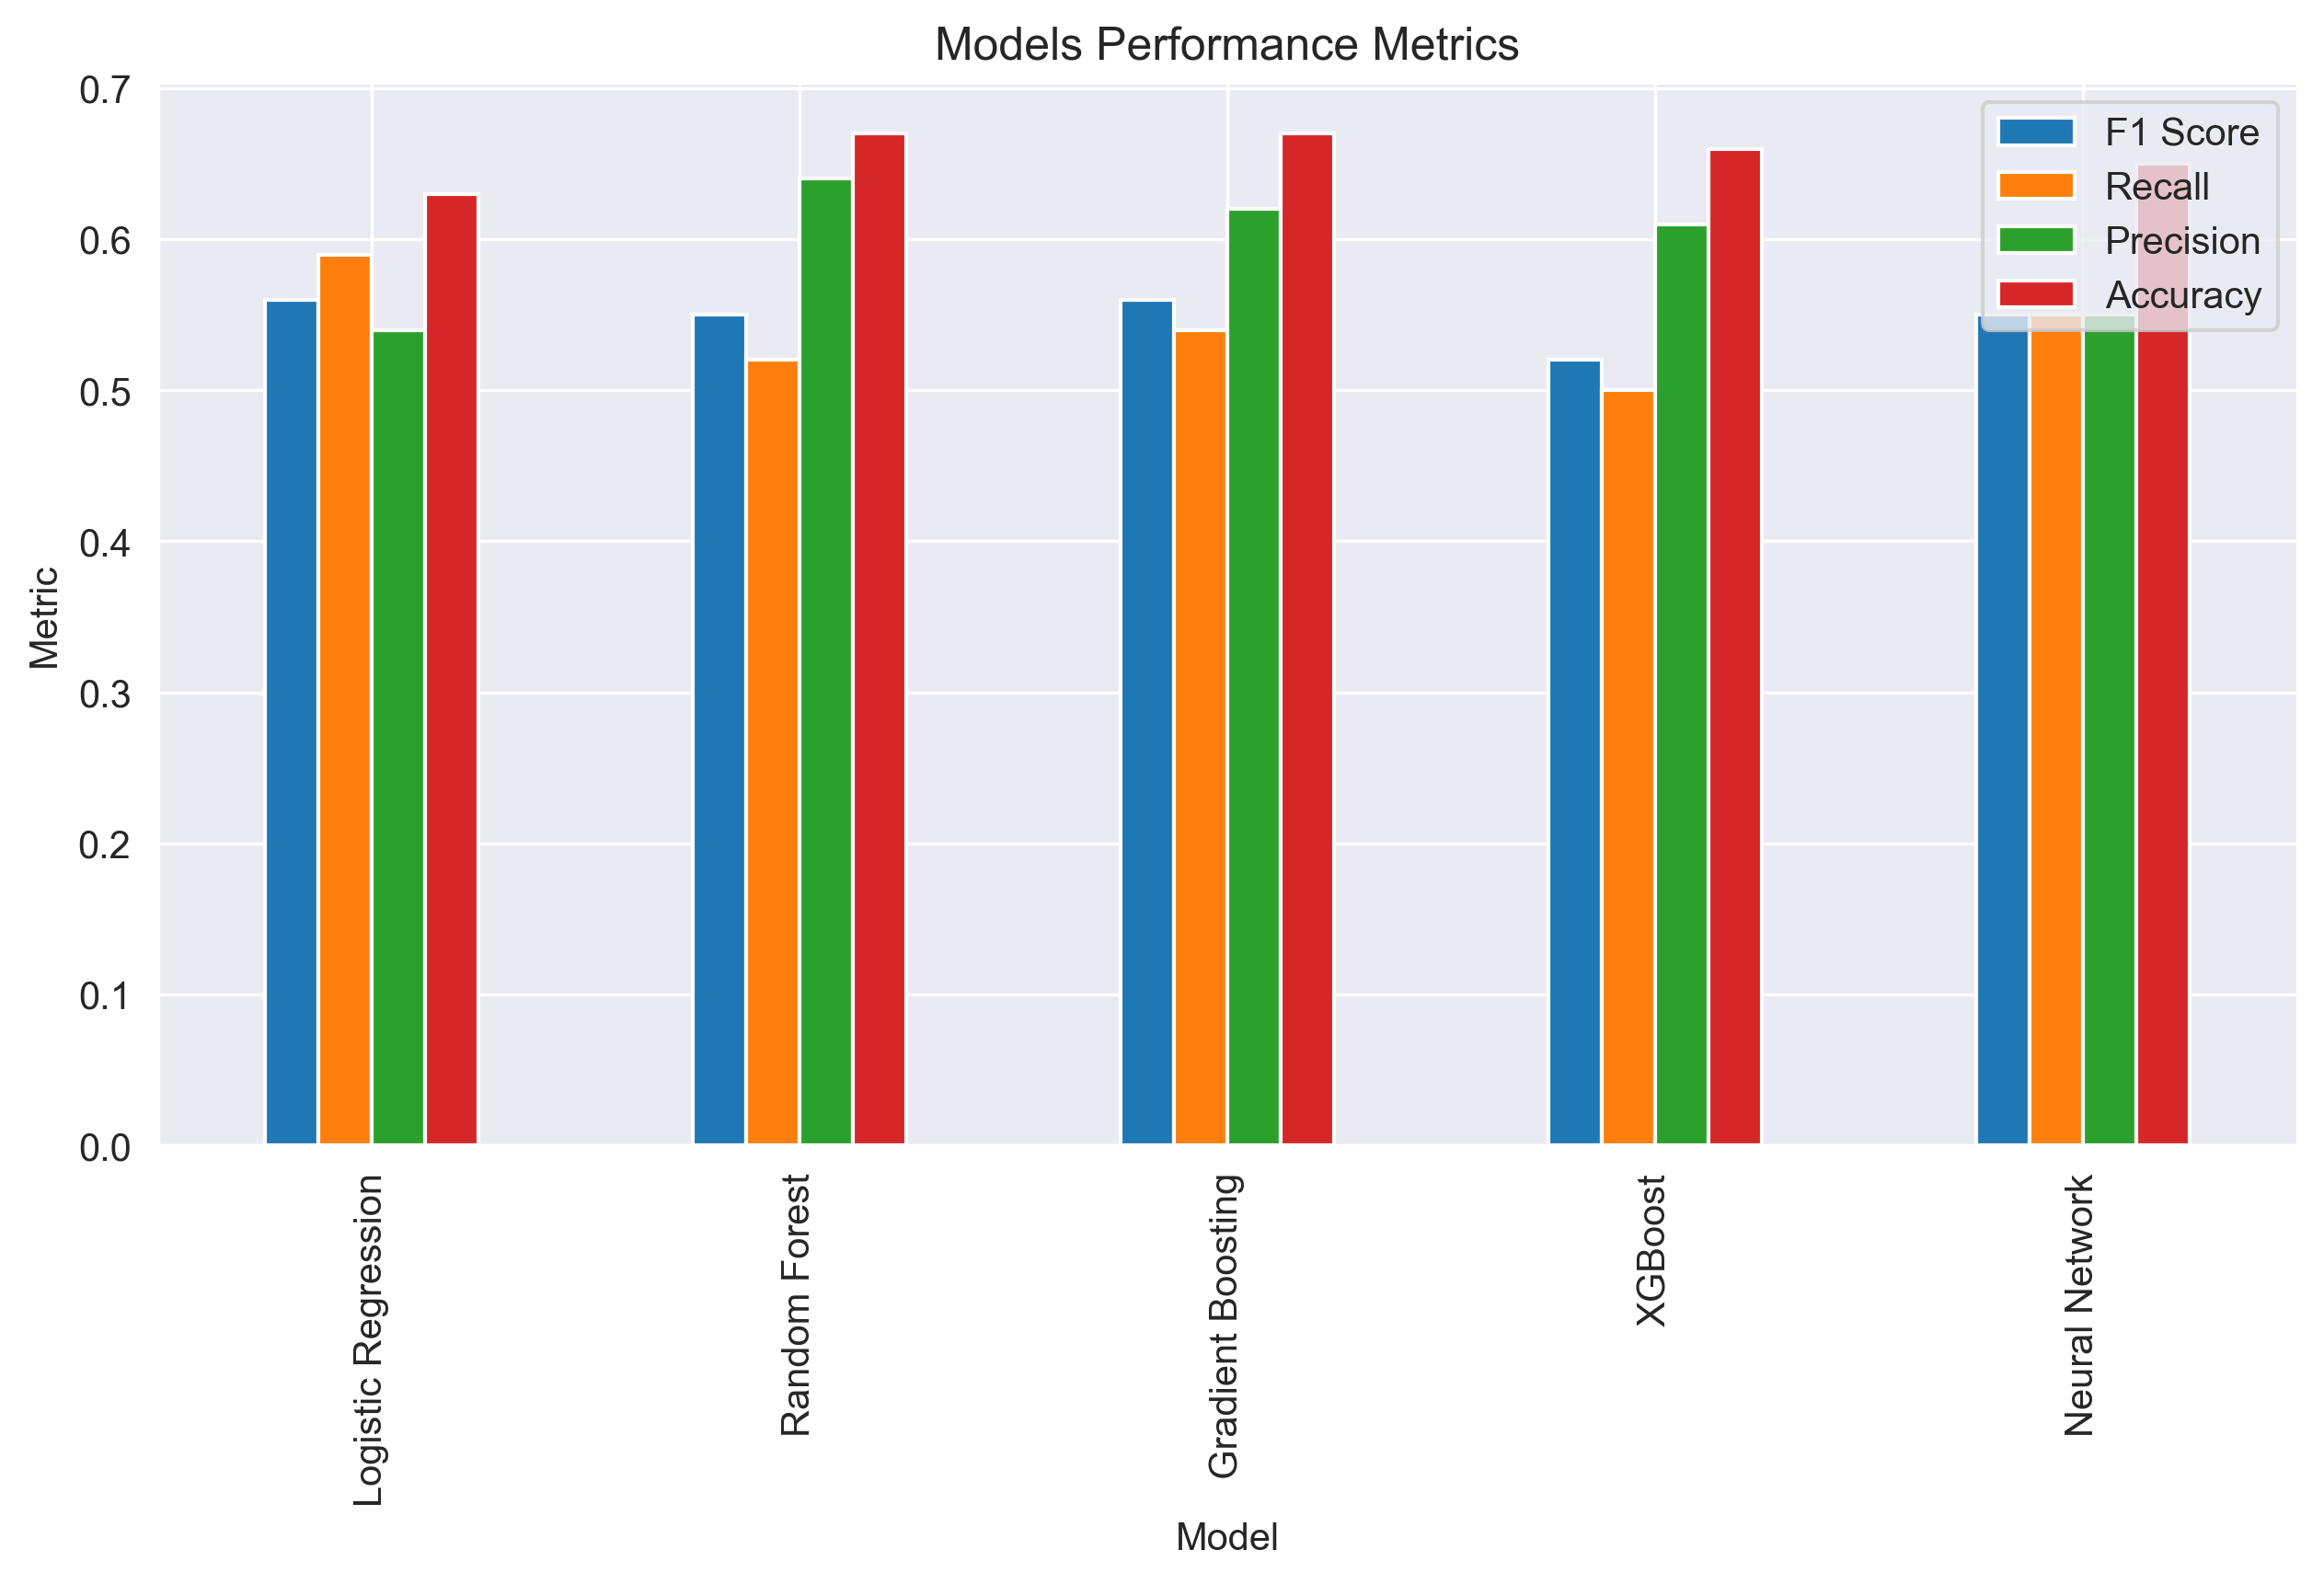 Models Performance Metrics
0.7
0.6
0.5
0.4
0.3
0.2
0.1
0.0
Metric
F1 Score
Recall
Precision
Accuracy
Logistic Regression
Random Forest
Gradient Boosting
XGBoost
Neural Network
Model